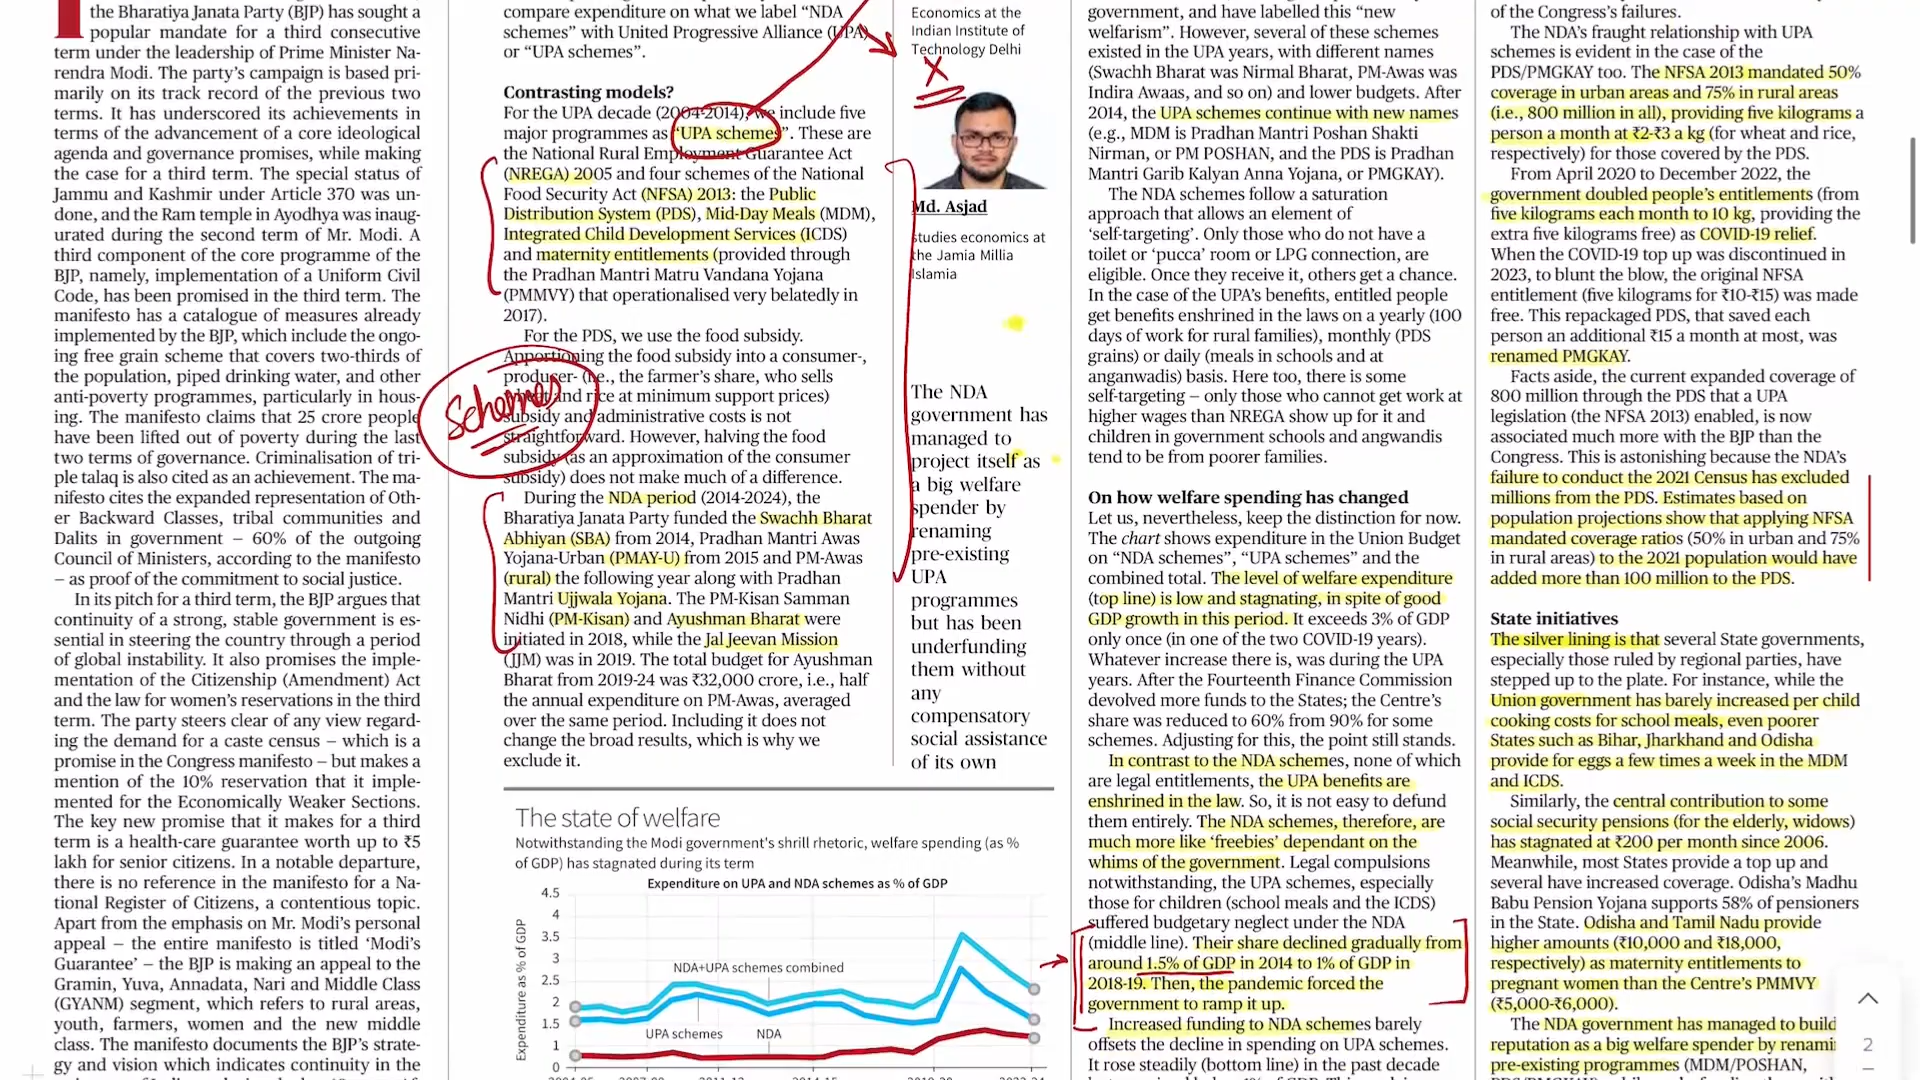 the Bharatiya Janata Party (BJP) has sought a
popular mandate for a third consecutive
term under the leadership of Prime Minister Na-
rendra Modi. The party's campaign is based pri-
marily on its track record of the previous two
terms. It has underscored its achievements in
terms of the advancement of a core ideological
agenda and governance promises, while making
the case for a third term. The special status of
Jammu and Kashmir under Article 370 was un-
done, and the Ram temple in Ayodhya was inaug-
urated during the second term of Mr. Modi. A
third component of the core programme of the
BJP, namely, implementation of a Uniform Civil
Code, has been promised in the third term. The
manifesto has a catalogue of measures already
implemented by the BJP, which include the ongo-
ing free grain scheme that covers two-thirds of
the population, piped drinking water, and other
anti-poverty programmes, particularly in hous-
ing. The manifesto claims that 25 crore people
have been lifted out of poverty during the last
two terms of governance. Criminalisation of tri-
ple talaq is also cited as an achievement. The ma-
nifesto cites the expanded representation of Oth-
er Backward Classes, tribal communities and
Dalits in government – 60% of the outgoing
Council of Ministers, according to the manifesto
– as proof of the commitment to social justice.
In its pitch for a third term, the BJP argues that
continuity of a strong, stable government is es-
sential in steering the country through a period
of global instability. It also promises the imple-
mentation of the Citizenship (Amendment) Act
and the law for women's reservations in the third
term. The party steers clear of any view regard-
ing the demand for a caste census – which is a
promise in the Congress manifesto – but makes a
mention of the 10% reservation that it imple-
mented for the Economically Weaker Sections.
The key new promise that it makes for a third
term is a health-care guarantee worth up to ₹5
lakh for senior citizens. In a notable departure,
there is no reference in the manifesto for a Na-
tional Register of Citizens, a contentious topic.
Apart from the emphasis on Mr. Modi's personal
appeal – the entire manifesto is titled 'Modi's
Guarantee' – the BJP is making an appeal to the
Gramin, Yuva, Annadata, Nari and Middle Class
(GYANM) segment, which refers to rural areas,
youth, farmers, women and the new middle
class. The manifesto documents the BJP's strate-
gy and vision which indicates continuity in the
compare expenditure on what we label "NDA
schemes" with United Progressive Alliance (UPA)
or "UPA schemes".
Contrasting models?
For the UPA decade (2004-2014), we include five
major programmes as "UPA schemes". These are
the National Rural Employment Guarantee Act
(NREGA) 2005 and four schemes of the National
Food Security Act (NFSA) 2013: the Public
Distribution System (PDS), Mid-Day Meals (MDM),
Integrated Child Development Services (ICDS)
and maternity entitlements (provided through
the Pradhan Mantri Matru Vandana Yojana
(PMMVY) that operationalised very belatedly in
2017).
For the PDS, we use the food subsidy.
Apportioning the food subsidy into a consumer-,
producer- (i.e., the farmer's share, who sells
wheat and rice at minimum support prices)
subsidy and administrative costs is not
straightforward. However, halving the food
subsidy (as an approximation of the consumer
subsidy) does not make much of a difference.
Schemes
During the NDA period (2014-2024), the
Bharatiya Janata Party funded the Swachh Bharat
Abhiyan (SBA) from 2014, Pradhan Mantri Awas
Yojana-Urban (PMAY-U) from 2015 and PM-Awas
(rural) the following year along with Pradhan
Mantri Ujjwala Yojana. The PM-Kisan Samman
Nidhi (PM-Kisan) and Ayushman Bharat were
initiated in 2018, while the Jal Jeevan Mission
(JJM) was in 2019. The total budget for Ayushman
Bharat from 2019-24 was ₹32,000 crore, i.e., half
the annual expenditure on PM-Awas, averaged
over the same period. Including it does not
change the broad results, which is why we
exclude it.
Economics at the
Indian Institute of
Technology Delhi
Md. Asjad
studies economics at
the Jamia Millia
Islamia
The NDA
government has
managed to
project itself as
a big welfare
spender by
renaming
pre-existing
UPA
programmes
but has been
underfunding
them without
any
compensatory
social assistance
of its own
The state of welfare
Notwithstanding the Modi government's shrill rhetoric, welfare spending (as %
of GDP) has stagnated during its term
Expenditure on UPA and NDA schemes as % of GDP
Expenditure as % of GDP
4.5
4
3.5
3
2.5
2
1.5
1
0
NDA+UPA schemes combined
UPA schemes
NDA
government, and have labelled this "new
welfarism". However, several of these schemes
existed in the UPA years, with different names
(Swachh Bharat was Nirmal Bharat, PM-Awas was
Indira Awaas, and so on) and lower budgets. After
2014, the UPA schemes continue with new names
(e.g., MDM is Pradhan Mantri Poshan Shakti
Nirman, or PM POSHAN, and the PDS is Pradhan
Mantri Garib Kalyan Anna Yojana, or PMGKAY).
The NDA schemes follow a saturation
approach that allows an element of
'self-targeting'. Only those who do not have a
toilet or 'pucca' room or LPG connection, are
eligible. Once they receive it, others get a chance.
In the case of the UPA's benefits, entitled people
get benefits enshrined in the laws on a yearly (100
days of work for rural families), monthly (PDS
grains) or daily (meals in schools and at
anganwadis) basis. Here too, there is some
self-targeting – only those who cannot get work at
higher wages than NREGA show up for it and
children in government schools and angwandis
tend to be from poorer families.
On how welfare spending has changed
Let us, nevertheless, keep the distinction for now.
The chart shows expenditure in the Union Budget
on "NDA schemes", "UPA schemes" and the
combined total. The level of welfare expenditure
(top line) is low and stagnating, in spite of good
GDP growth in this period. It exceeds 3% of GDP
only once (in one of the two COVID-19 years).
Whatever increase there is, was during the UPA
years. After the Fourteenth Finance Commission
devolved more funds to the States; the Centre's
share was reduced to 60% from 90% for some
schemes. Adjusting for this, the point still stands.
In contrast to the NDA schemes, none of which
are legal entitlements, the UPA benefits are
enshrined in the law. So, it is not easy to defund
them entirely. The NDA schemes, therefore, are
much more like 'freebies' dependant on the
whims of the government. Legal compulsions
notwithstanding, the UPA schemes, especially
those for children (school meals and the ICDS)
suffered budgetary neglect under the NDA
(middle line). Their share declined gradually from
around 1.5% of GDP in 2014 to 1% of GDP in
2018-19. Then, the pandemic forced the
government to ramp it up.
Increased funding to NDA schemes barely
offsets the decline in spending on UPA schemes.
It rose steadily (bottom line) in the past decade
of the Congress's failures.
The NDA's fraught relationship with UPA
schemes is evident in the case of the
PDS/PMGKAY too. The NFSA 2013 mandated 50%
coverage in urban areas and 75% in rural areas
(i.e., 800 million in all), providing five kilograms a
person a month at ₹2-₹3 a kg (for wheat and rice,
respectively) for those covered by the PDS.
From April 2020 to December 2022, the
government doubled people's entitlements (from
five kilograms each month to 10 kg, providing the
extra five kilograms free) as COVID-19 relief.
When the COVID-19 top up was discontinued in
2023, to blunt the blow, the original NFSA
entitlement (five kilograms for ₹10-₹15) was made
free. This repackaged PDS, that saved each
person an additional ₹15 a month at most, was
renamed PMGKAY.
Facts aside, the current expanded coverage of
800 million through the PDS that a UPA
legislation (the NFSA 2013) enabled, is now
associated much more with the BJP than the
Congress. This is astonishing because the NDA's
failure to conduct the 2021 Census has excluded
millions from the PDS. Estimates based on
population projections show that applying NFSA
mandated coverage ratios (50% in urban and 75%
in rural areas) to the 2021 population would have
added more than 100 million to the PDS.
State initiatives
The silver lining is that several State governments,
especially those ruled by regional parties, have
stepped up to the plate. For instance, while the
Union government has barely increased per child
cooking costs for school meals, even poorer
States such as Bihar, Jharkhand and Odisha
provide for eggs a few times a week in the MDM
and ICDS.
Similarly, the central contribution to some
social security pensions (for the elderly, widows)
has stagnated at ₹200 per month since 2006.
Meanwhile, most States provide a top up and
several have increased coverage. Odisha's Madhu
Babu Pension Yojana supports 58% of pensioners
in the State. Odisha and Tamil Nadu provide
higher amounts (₹10,000 and ₹18,000,
respectively) as maternity entitlements to
pregnant women than the Centre's PMMVY
(₹5,000-₹6,000).
The NDA government has managed to build
reputation as a big welfare spender by renami
pre-existing programmes (MDM/POSHAN,
2